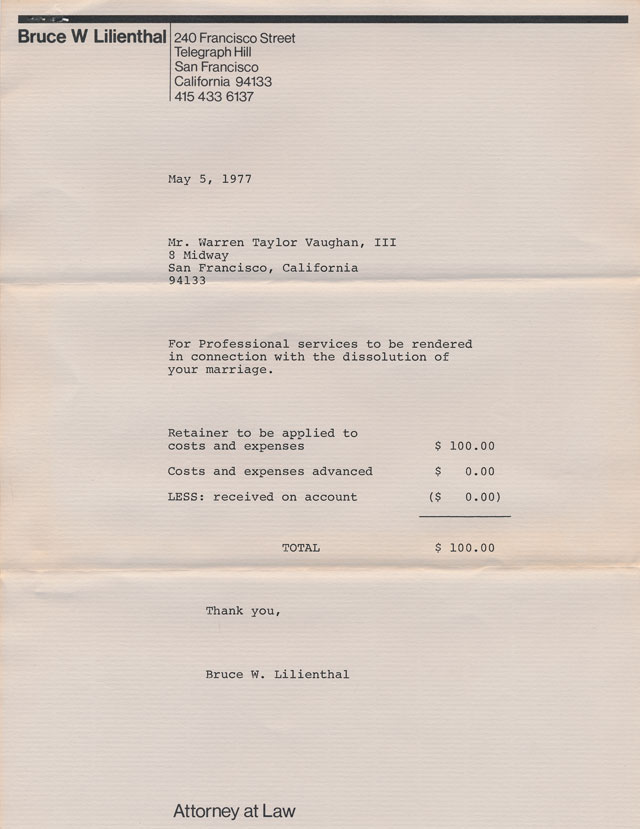 Bruce W Lilienthal
240 Francisco Street
Telegraph Hill
San Francisco
California 94133
415 433 6137
May 5, 1977
Mr. Warren Taylor Vaughan, III
8 Midway
San Francisco, California
94133
For Professional services to be rendered
in connection with the dissolution of
your marriage.
Retainer to be applied to
costs and expenses $ 100.00
Costs and expenses advanced $ 0.00
LESS: received on account ($ 0.00)
TOTAL $ 100.00
Thank you,
Bruce W. Lilienthal
Attorney at Law